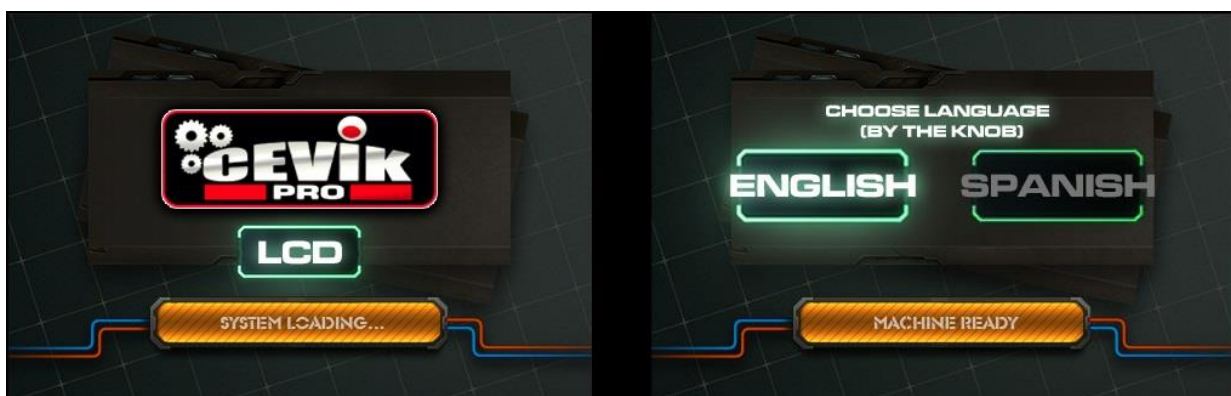 CEVIK
PRO
LCD
SYSTEM LOADING...
CHOOSE LANGUAGE
(BY THE KNOB)
ENGLISH
SPANISH
MACHINE READY